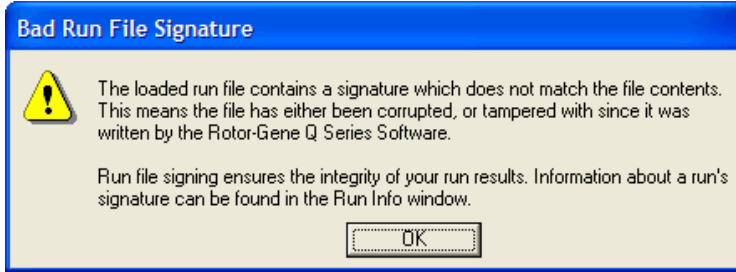 Bad Run File Signature
The loaded run file contains a signature which does not match the file contents.
This means the file has either been corrupted, or tampered with since it was
written by the Rotor-Gene Q Series Software.
Run file signing ensures the integrity of your run results. Information about a run's
signature can be found in the Run Info window.
OK